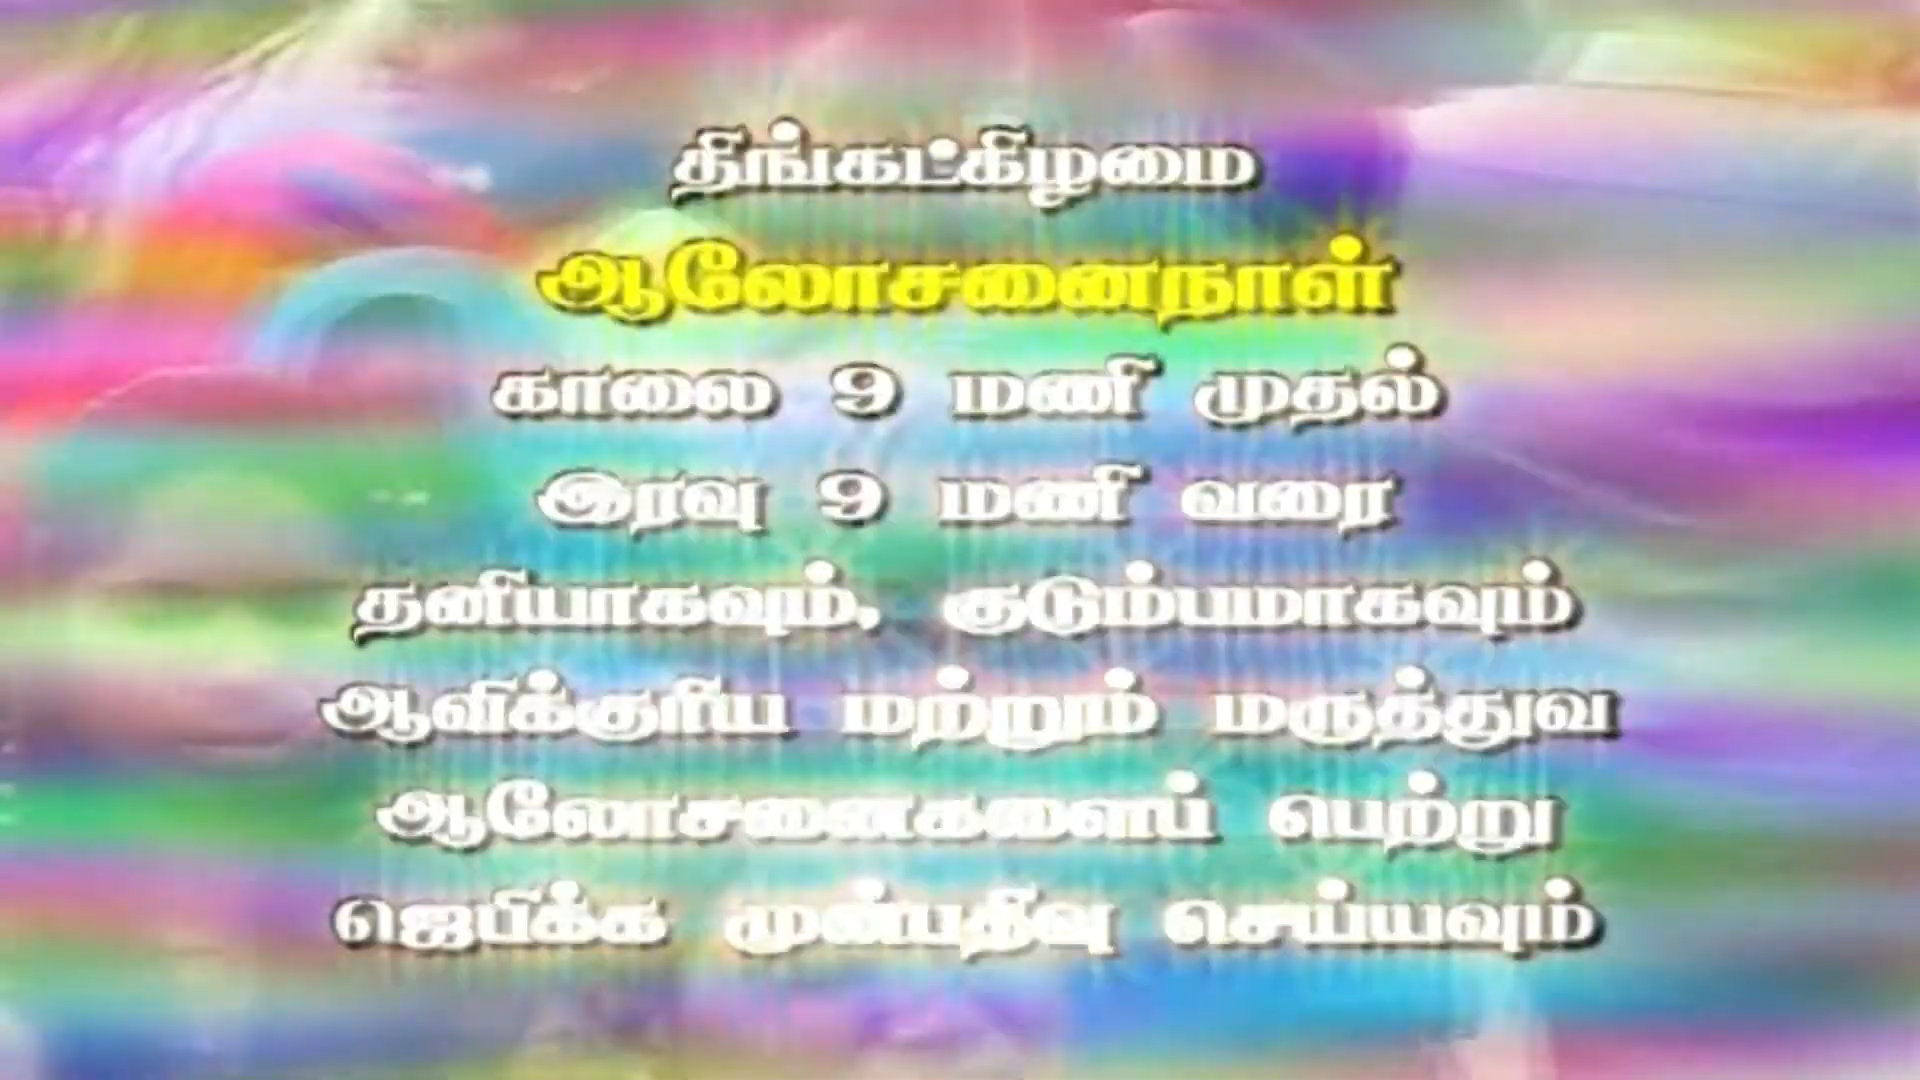 திங்கட்கிழமை
ஆலோசனைநாள்
காலை 9 மணி முதல்
இரவு 9 மணி வரை
தனியாகவும், குடும்பமாகவும்
ஆவிக்குரிய மற்றும் மருத்துவ
ஆலோசனைகளைப் பெற்று
ஜெபிக்க முன்பதிவு செய்யவும்